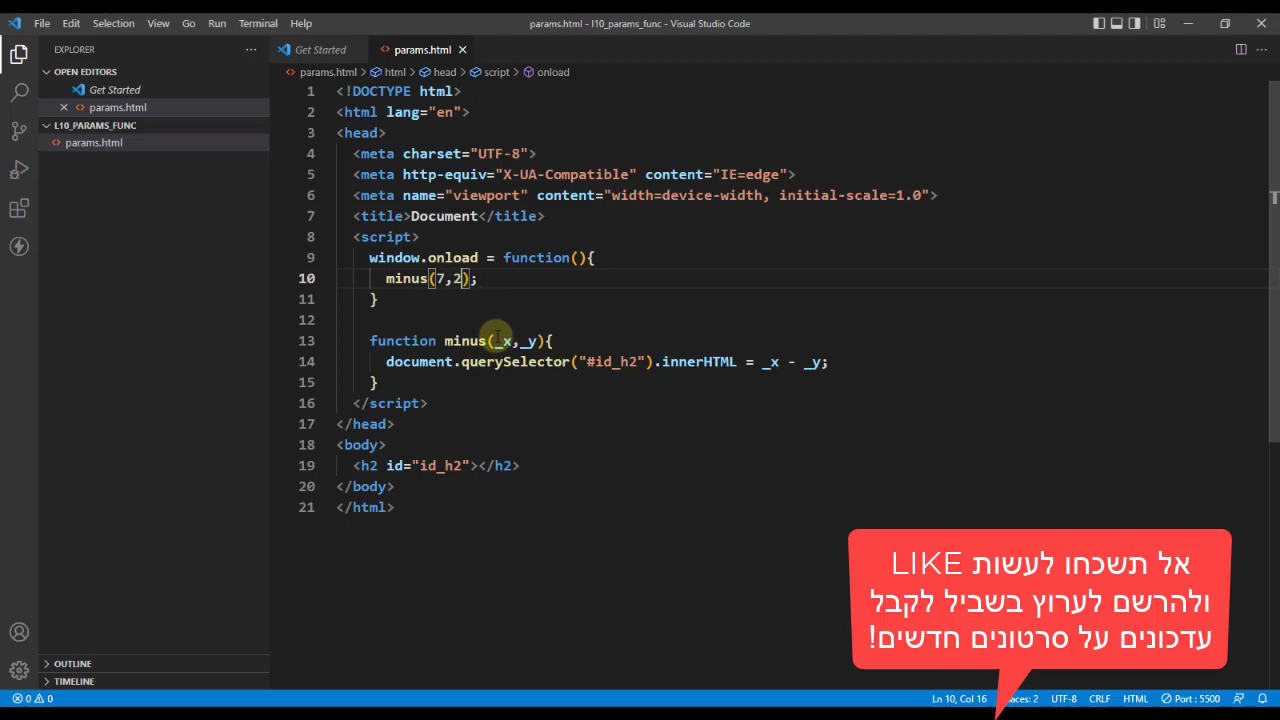 File Edit Selection View Go Run Terminal Help
params.html - l10_params_func - Visual Studio Code
EXPLORER
OPEN EDITORS
Get Started
params.html
L10_PARAMS_FUNC
params.html
OUTLINE
TIMELINE
Get Started params.html
params.html html head script onload
1 <!DOCTYPE html>
2 <html lang="en">
3 <head>
4 <meta charset="UTF-8">
5 <meta http-equiv="X-UA-Compatible" content="IE=edge">
6 <meta name="viewport" content="width=device-width, initial-scale=1.0">
7 <title>Document</title>
8 <script>
9 window.onload = function(){
10 minus(7,2);
11 }
12
13 function minus(_x,_y){
14 document.querySelector("#id_h2").innerHTML = _x - _y;
15 }
16 </script>
17 </head>
18 <body>
19 <h2 id="id_h2"></h2>
20 </body>
21 </html>
אל תשכחו לעשות LIKE
ולהרשם לערוץ בשביל לקבל
עדכונים על סרטונים חדשים!
0 0 Ln 10, Col 16 paces: 2 UTF-8 CRLF HTML Port : 5500